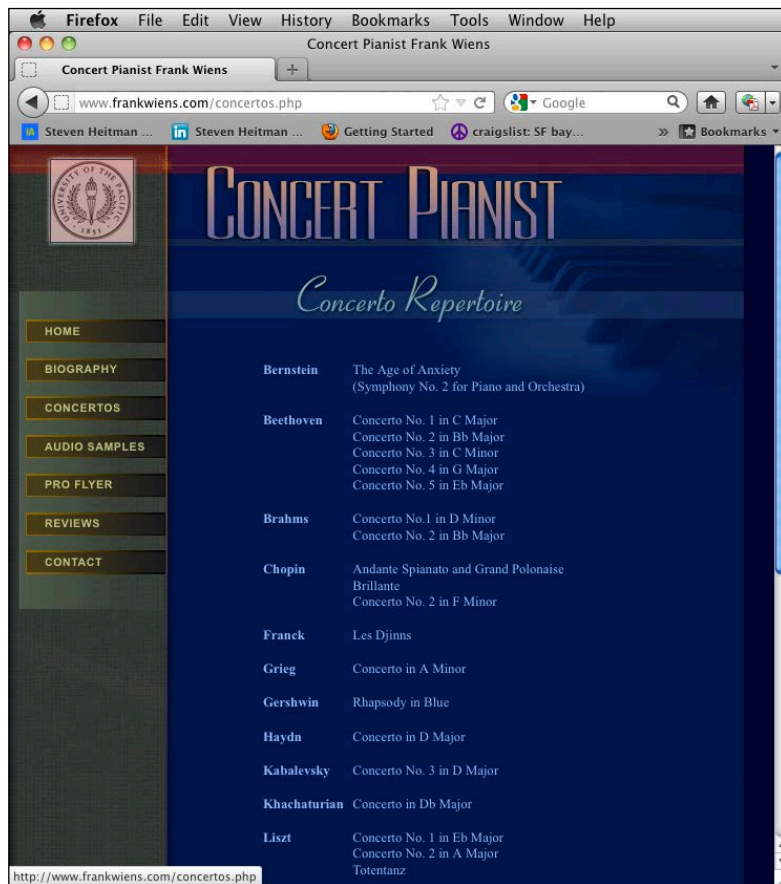 Firefox File Edit View History Bookmarks Tools Window Help
Concert Pianist Frank Wiens
Concert Pianist Frank Wiens
www.frankwiens.com/concertos.php
Google
IA Steven Heitman ... in Steven Heitman ... Getting Started craigslist: SF bay... » Bookmarks
UNIVERSITY OF THE PACIFIC
1851
CONCERT PIANIST
Concerto Repertoire
HOME
BIOGRAPHY
CONCERTOS
AUDIO SAMPLES
PRO FLYER
REVIEWS
CONTACT
Bernstein The Age of Anxiety
(Symphony No. 2 for Piano and Orchestra)
Beethoven Concerto No. 1 in C Major
Concerto No. 2 in Bb Major
Concerto No. 3 in C Minor
Concerto No. 4 in G Major
Concerto No. 5 in Eb Major
Brahms Concerto No.1 in D Minor
Concerto No. 2 in Bb Major
Chopin Andante Spianato and Grand Polonaise
Brillante
Concerto No. 2 in F Minor
Franck Les Djinns
Grieg Concerto in A Minor
Gershwin Rhapsody in Blue
Haydn Concerto in D Major
Kabalevsky Concerto No. 3 in D Major
Khachaturian Concerto in Db Major
Liszt Concerto No. 1 in Eb Major
Concerto No. 2 in A Major
Totentanz
http://www.frankwiens.com/concertos.php